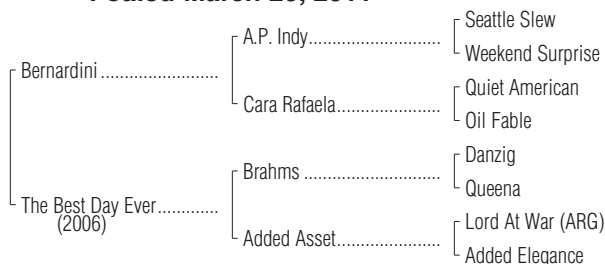 Seattle Slew
A.P. Indy..............................
Weekend Surprise
Bernardini ...........................
Quiet American
Cara Rafaela........................
Oil Fable
Danzig
Brahms ...............................
Queena
The Best Day Ever..............
(2006)
Lord At War (ARG)
Added Asset........................
Added Elegance